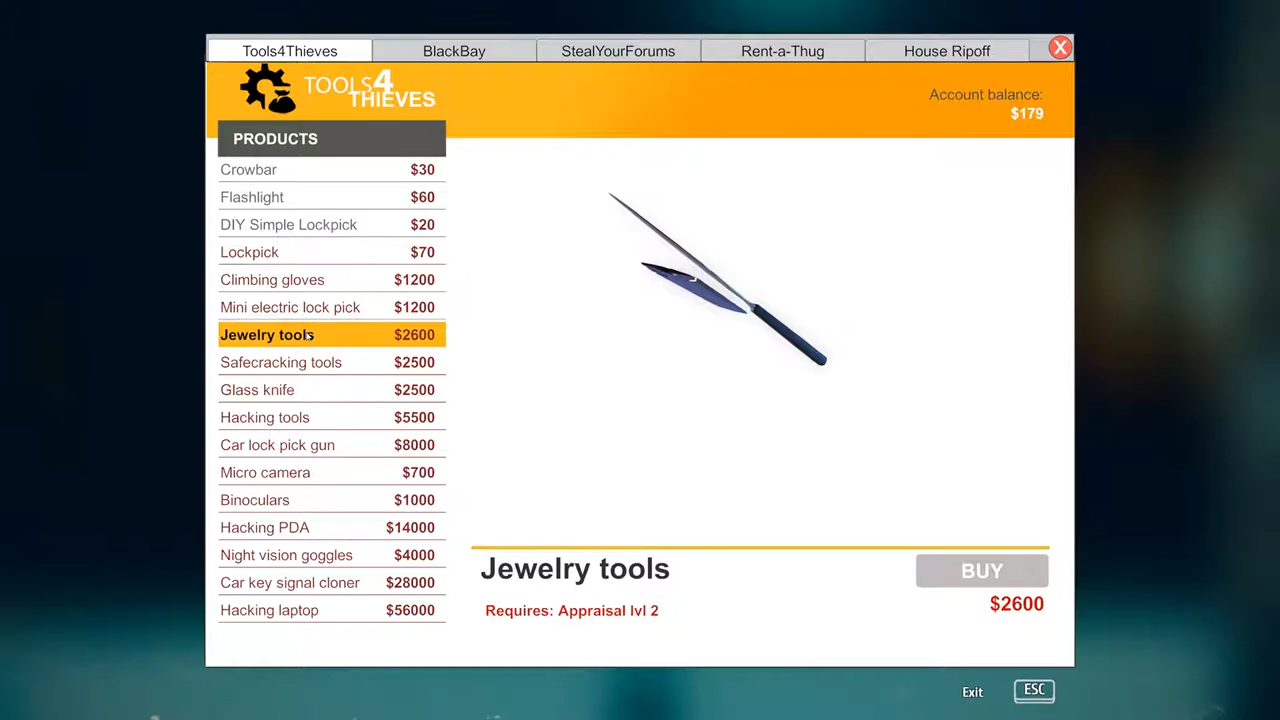 Tools4Thieves BlackBay StealYourForums Rent-a-Thug House Ripoff X
TOOLS 4
THIEVES
Account balance:
$179
PRODUCTS
Crowbar $30
Flashlight $60
DIY Simple Lockpick $20
Lockpick $70
Climbing gloves $1200
Mini electric lock pick $1200
Jewelry tools $2600
Safecracking tools $2500
Glass knife $2500
Hacking tools $5500
Car lock pick gun $8000
Micro camera $700
Binoculars $1000
Hacking PDA $14000
Night vision goggles $4000
Car key signal cloner $28000
Hacking laptop $56000
Jewelry tools BUY
$2600
Requires: Appraisal lvl 2
Exit ESC